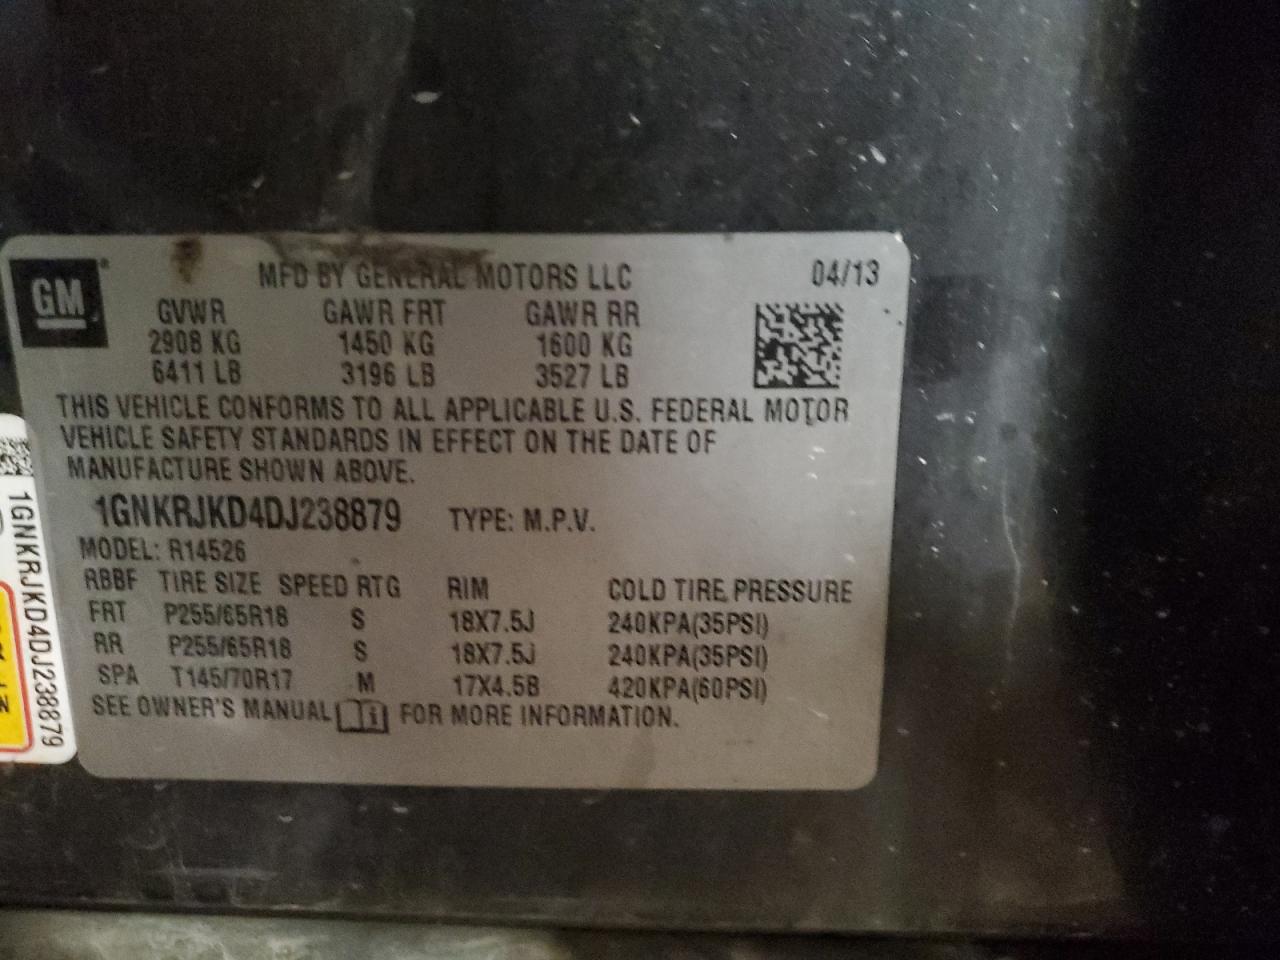 GM
MFD BY GENERAL MOTORS LLC 04/13
GVWR GAWR FRT GAWR RR
2908 KG 1450 KG 1600 KG
6411 LB 3196 LB 3527 LB
THIS VEHICLE CONFORMS TO ALL APPLICABLE U.S. FEDERAL MOTOR
VEHICLE SAFETY STANDARDS IN EFFECT ON THE DATE OF
MANUFACTURE SHOWN ABOVE.
1GNKRJKD4DJ238879 TYPE: M.P.V.
MODEL: R14526
RBBF TIRE SIZE SPEED RTG RIM COLD TIRE PRESSURE
FRT P255/65R18 S 18X7.5J 240KPA(35PSI)
RR P255/65R18 S 18X7.5J 240KPA(35PSI)
SPA T145/70R17 M 17X4.5B 420KPA(60PSI)
SEE OWNER'S MANUAL FOR MORE INFORMATION.
1GNKRJKD4DJ238879